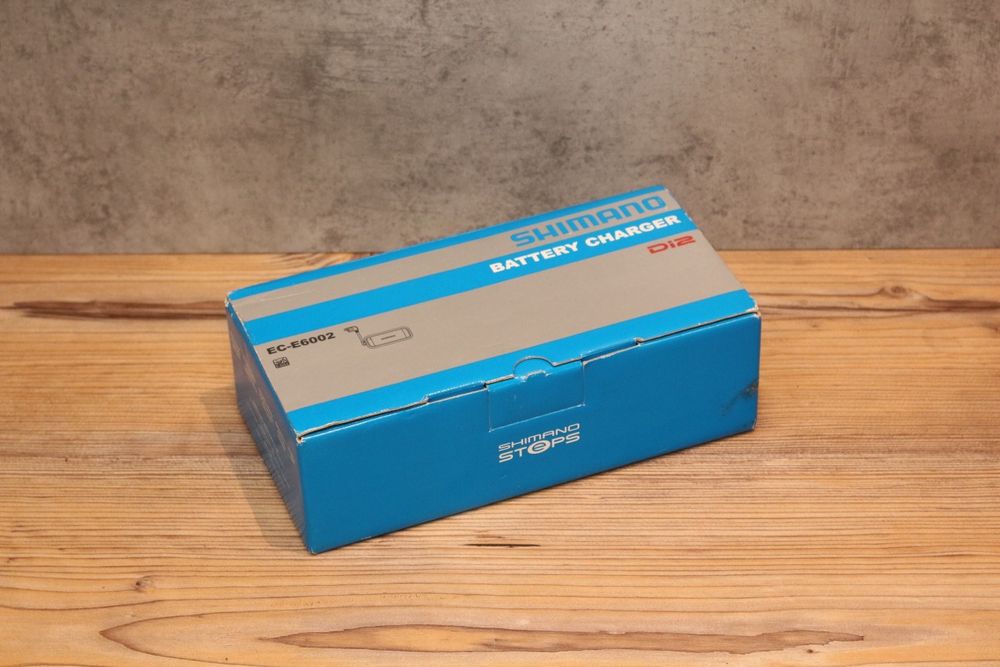 SHIMANO
BATTERY CHARGER
Di2
EC-E6002
SHIMANO
STePS